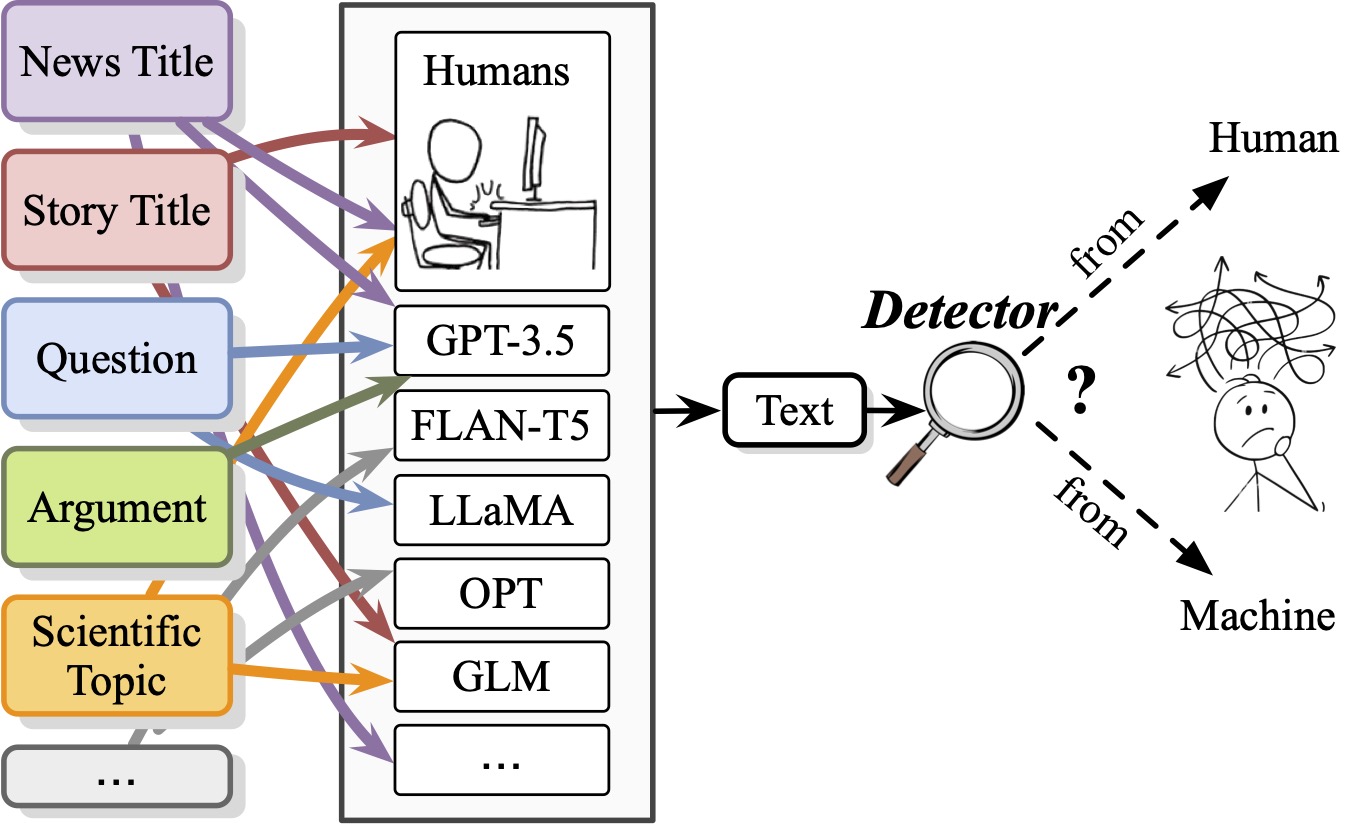 News Title
Story Title
Question
Argument
Scientific
Topic
...
Humans
GPT-3.5
FLAN-T5
LLaMA
OPT
GLM
...
Text
Detector
?
from
Human
from
Machine